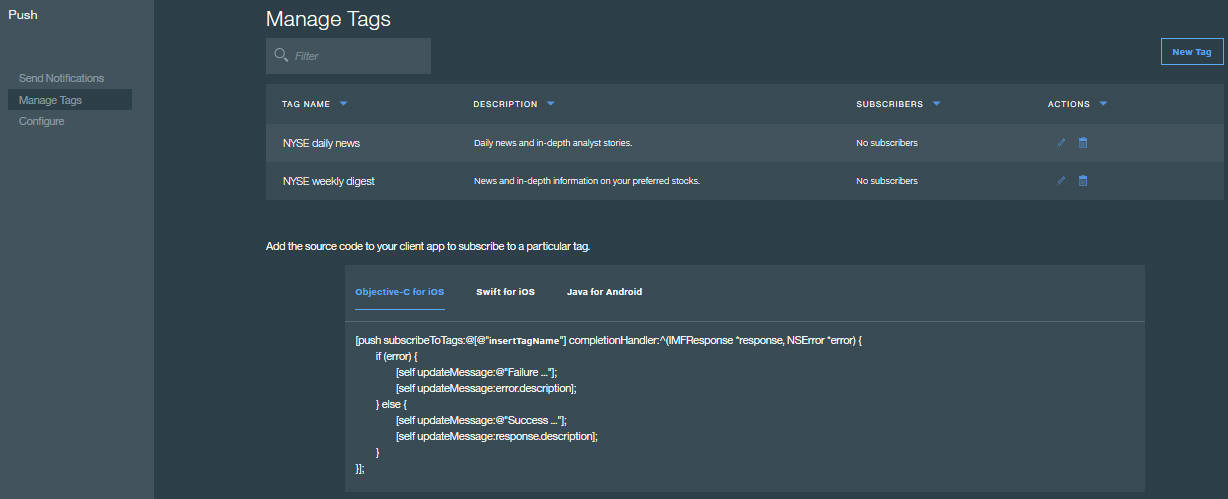 Push
Send Notifications
Manage Tags
Configure
Manage Tags
Filter
New Tag
TAG NAME DESCRIPTION SUBSCRIBERS ACTIONS
NYSE daily news Daily news and in-depth analyst stories. No subscribers
NYSE weekly digest News and in-depth information on your preferred stocks. No subscribers
Add the source code to your client app to subscribe to a particular tag.
Objective-C for iOS Swift for iOS Java for Android
[push subscribeToTags:@[@"insertTagName"] completionHandler:^(IMFResponse *response, NSError *error) {
if (error) {
[self updateMessage:@"Failure ..."];
[self updateMessage:error.description];
} else {
[self updateMessage:@"Success ..."];
[self updateMessage:response.description];
}
}];